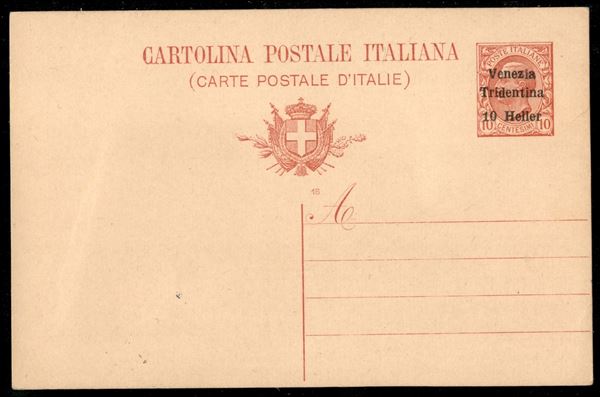 CARTOLINA POSTALE ITALIANA
(CARTE POSTALE D'ITALIE)
POSTE ITALIANE
Venezia
Tridentina
10 Heller
10 CENTESIMI 10
A